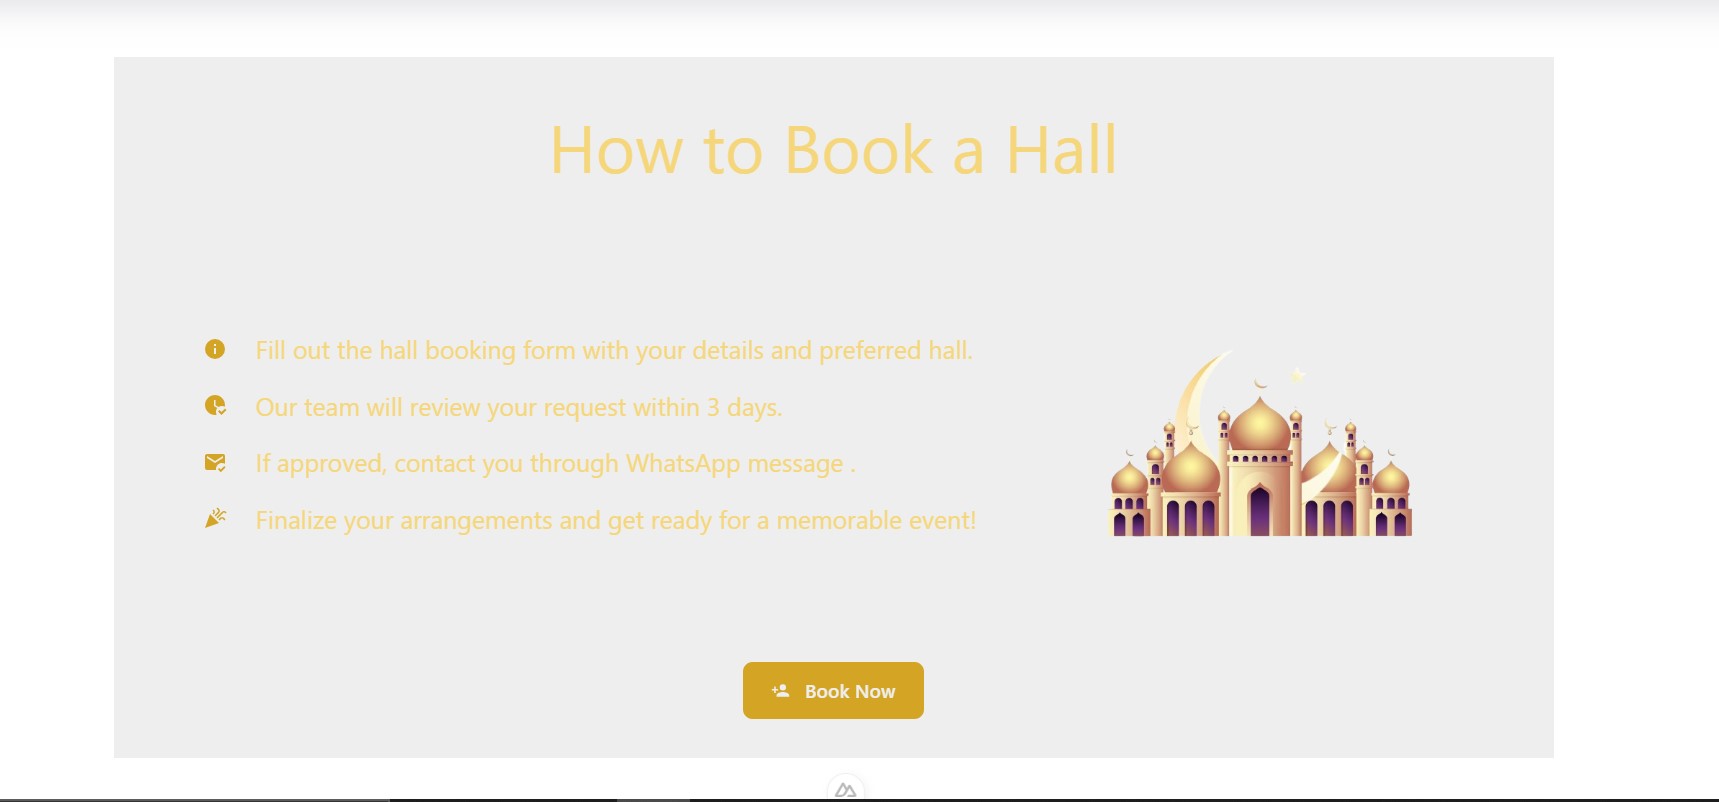 How to Book a Hall
Fill out the hall booking form with your details and preferred hall.
Our team will review your request within 3 days.
If approved, contact you through WhatsApp message .
Finalize your arrangements and get ready for a memorable event!
Book Now